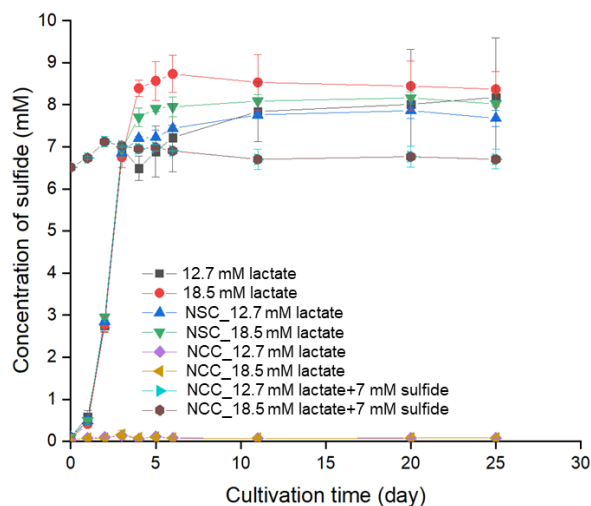 Concentration of sulfide (mM)
9
8
7
6
5
4
3
2
1
0
12.7 mM lactate
18.5 mM lactate
NSC_12.7 mM lactate
NSC_18.5 mM lactate
NCC_12.7 mM lactate
NCC_18.5 mM lactate
NCC_12.7 mM lactate+7 mM sulfide
NCC_18.5 mM lactate+7 mM sulfide
0 5 10 15 20 25 30
Cultivation time (day)
10